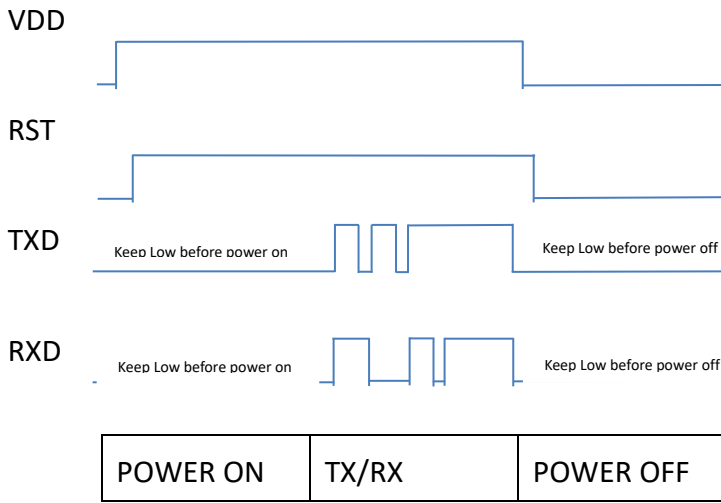 VDD
RST
TXD
Keep Low before power on
Keep Low before power off
RXD
Keep Low before power on
Keep Low before power off
POWER ON
TX/RX
POWER OFF